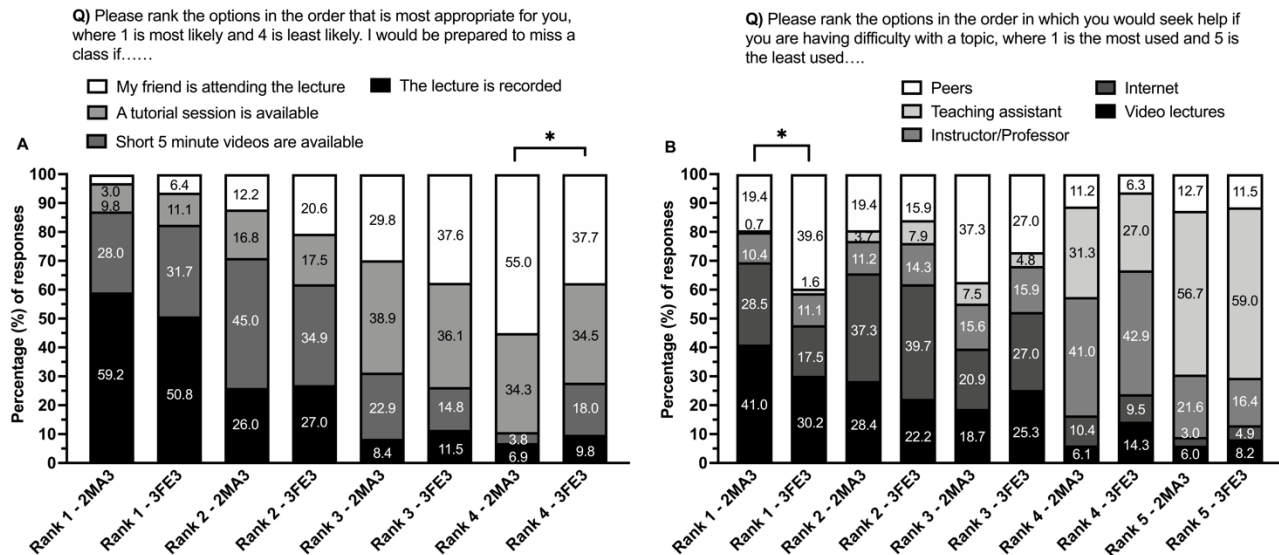 Q) Please rank the options in the order that is most appropriate for you,
where 1 is most likely and 4 is least likely. I would be prepared to miss a
class if……
My friend is attending the lecture
The lecture is recorded
A tutorial session is available
Short 5 minute videos are available
A
*
Percentage (%) of responses
100
90
80
70
60
50
40
30
20
10
0
3.0
9.8
28.0
59.2
6.4
11.1
31.7
50.8
12.2
16.8
45.0
26.0
20.6
17.5
34.9
27.0
29.8
38.9
22.9
8.4
37.6
36.1
14.8
11.5
55.0
34.3
3.8
6.9
37.7
34.5
18.0
9.8
Rank 1 - 2MA3
Rank 1 - 3FE3
Rank 2 - 2MA3
Rank 2 - 3FE3
Rank 3 - 2MA3
Rank 3 - 3FE3
Rank 4 - 2MA3
Rank 4 - 3FE3
Q) Please rank the options in the order in which you would seek help if
you are having difficulty with a topic, where 1 is the most used and 5 is
the least used….
Peers
Internet
Teaching assistant
Video lectures
Instructor/Professor
B
*
Percentage (%) of responses
100
90
80
70
60
50
40
30
20
10
0
19.4
0.7
10.4
28.5
41.0
39.6
1.6
11.1
17.5
30.2
19.4
3.7
11.2
37.3
28.4
15.9
7.9
14.3
39.7
22.2
37.3
7.5
15.6
20.9
18.7
27.0
4.8
15.9
27.0
25.3
11.2
31.3
41.0
10.4
6.1
6.3
27.0
42.9
9.5
14.3
12.7
56.7
21.6
3.0
6.0
11.5
59.0
16.4
4.9
8.2
Rank 1 - 2MA3
Rank 1 - 3FE3
Rank 2 - 2MA3
Rank 2 - 3FE3
Rank 3 - 2MA3
Rank 3 - 3FE3
Rank 4 - 2MA3
Rank 4 - 3FE3
Rank 5 - 2MA3
Rank 5 - 3FE3